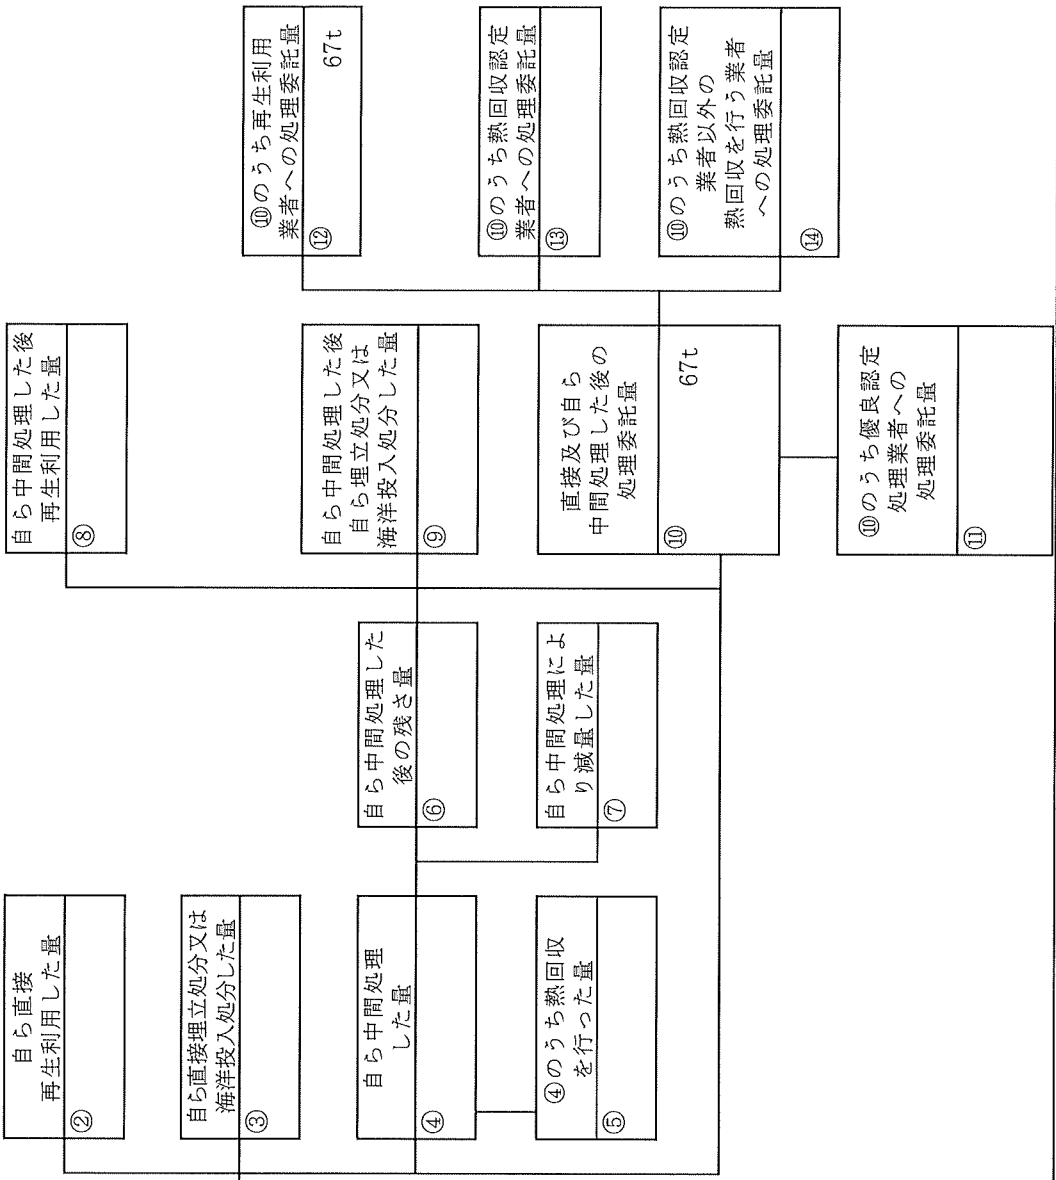 自ら直接
再生利用した量
②
自ら直接埋立処分又は
海洋投入処分した量
③
自ら中間処理
した量
④
④のうち熱回収
を行った量
⑤
自ら中間処理した
後の残さ量
⑥
自ら中間処理によ
り減量した量
⑦
自ら中間処理した後
再生利用した量
⑧
自ら中間処理した後
自ら埋立処分又は
海洋投入処分した量
⑨
直接及び自ら
中間処理した後の
処理委託量
⑩
67t
⑩のうち優良認定
処理業者への
処理委託量
⑪
⑩のうち再生利用
業者への処理委託量
⑫
67t
⑩のうち熱回収認定
業者への処理委託量
⑬
⑩のうち熱回収認定
業者以外の
熱回収を行う業者
への処理委託量
⑭